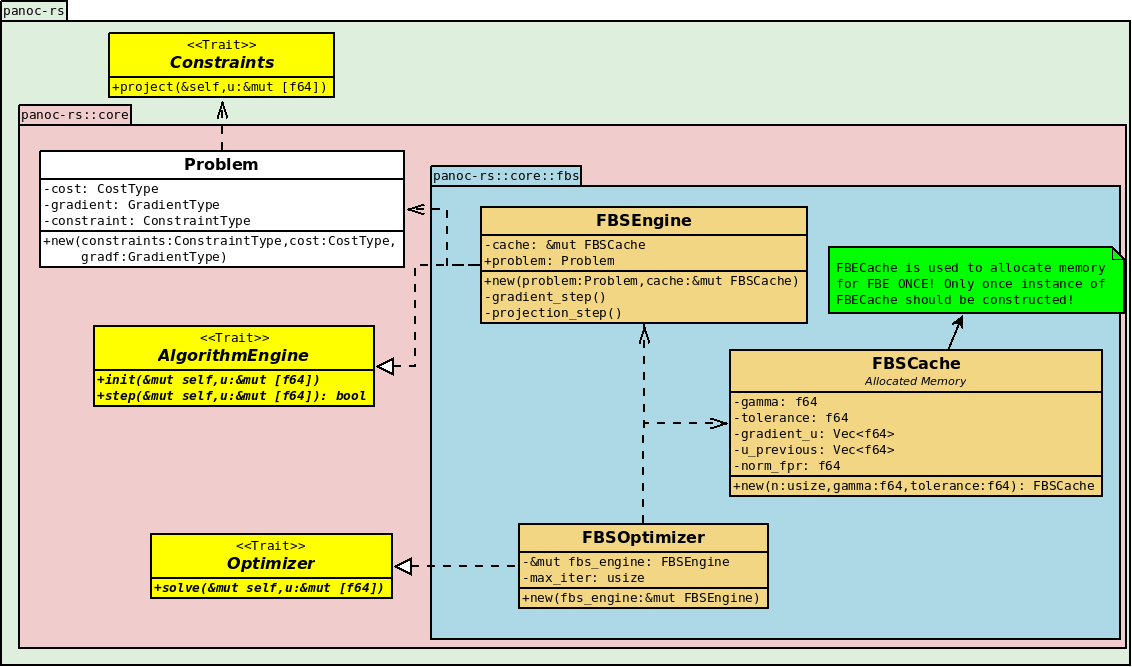 panoc-rs
<<Trait>>
Constraints
+project(&self,u:&mut [f64])
panoc-rs::core
Problem
-cost: CostType
-gradient: GradientType
-constraint: ConstraintType
+new(constraints:ConstraintType,cost:CostType,
gradf:GradientType)
panoc-rs::core::fbs
FBSEngine
-cache: &mut FBSCache
+problem: Problem
+new(problem:Problem,cache:&mut FBSCache)
-gradient_step()
-projection_step()
FBECache is used to allocate memory
for FBE ONCE! Only once instance of
FBECache should be constructed!
<<Trait>>
AlgorithmEngine
+init(&mut self,u:&mut [f64])
+step(&mut self,u:&mut [f64]): bool
FBSCache
Allocated Memory
-gamma: f64
-tolerance: f64
-gradient_u: Vec<f64>
-u_previous: Vec<f64>
-norm_fpr: f64
+new(n:usize,gamma:f64,tolerance:f64): FBSCache
<<Trait>>
Optimizer
+solve(&mut self,u:&mut [f64])
FBSOptimizer
-&mut fbs_engine: FBSEngine
-max_iter: usize
+new(fbs_engine:&mut FBSEngine)